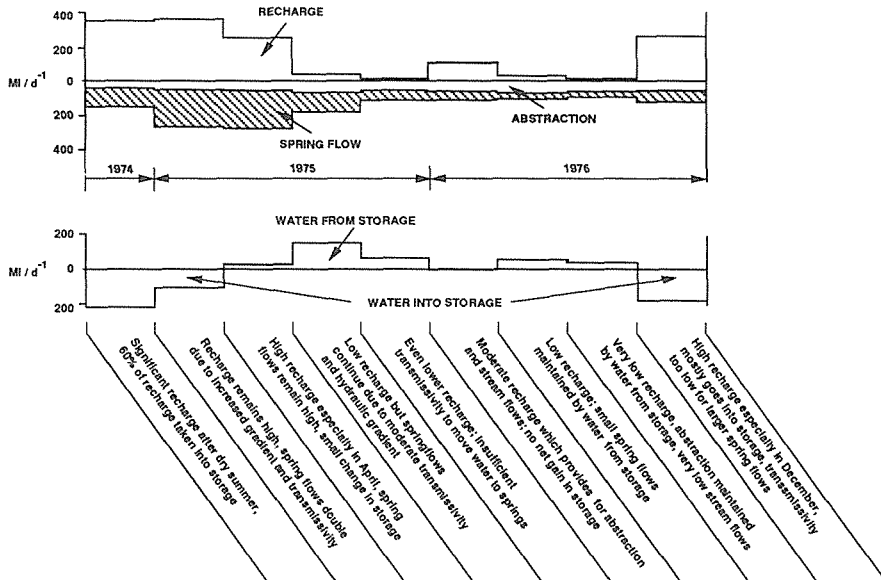 400
RECHARGE
200
Ml / d⁻¹
0
200
ABSTRACTION
SPRING FLOW
400
1974
1975
1976
200
WATER FROM STORAGE
Ml / d⁻¹
0
WATER INTO STORAGE
200
Significant recharge after dry summer,
60% of recharge taken into storage
Recharge remains high, spring flows double
due to increased gradient and transmissivity
High recharge especially in April, spring
flows remain high, small change in storage
Low recharge but springflows
continue due to moderate transmissivity
and hydraulic gradient
Even lower recharge; insufficient
transmissivity to move water to springs
Moderate recharge which provides for abstraction
and stream flows; no net gain in storage
Low recharge: small spring flows
maintained by water from storage
Very low recharge, abstraction maintained
by water from storage, very low stream flows
High recharge especially in December,
mostly goes into storage, transmssivity
too low for larger spring flows